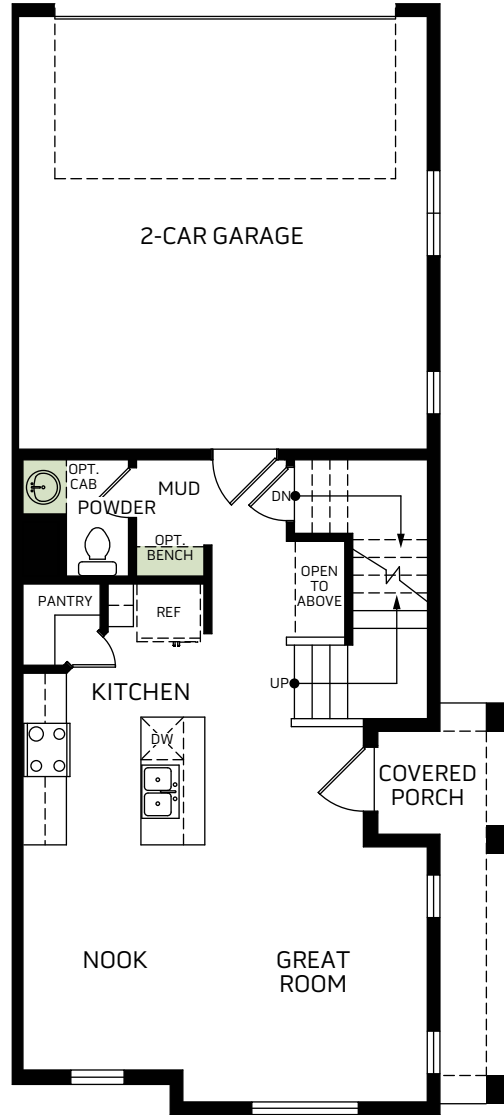 2-CAR GARAGE
OPT.
CAB
POWDER
MUD
DN
OPT.
BENCH
OPEN
TO
ABOVE
PANTRY
REF
UP
KITCHEN
DW
COVERED
PORCH
NOOK
GREAT
ROOM